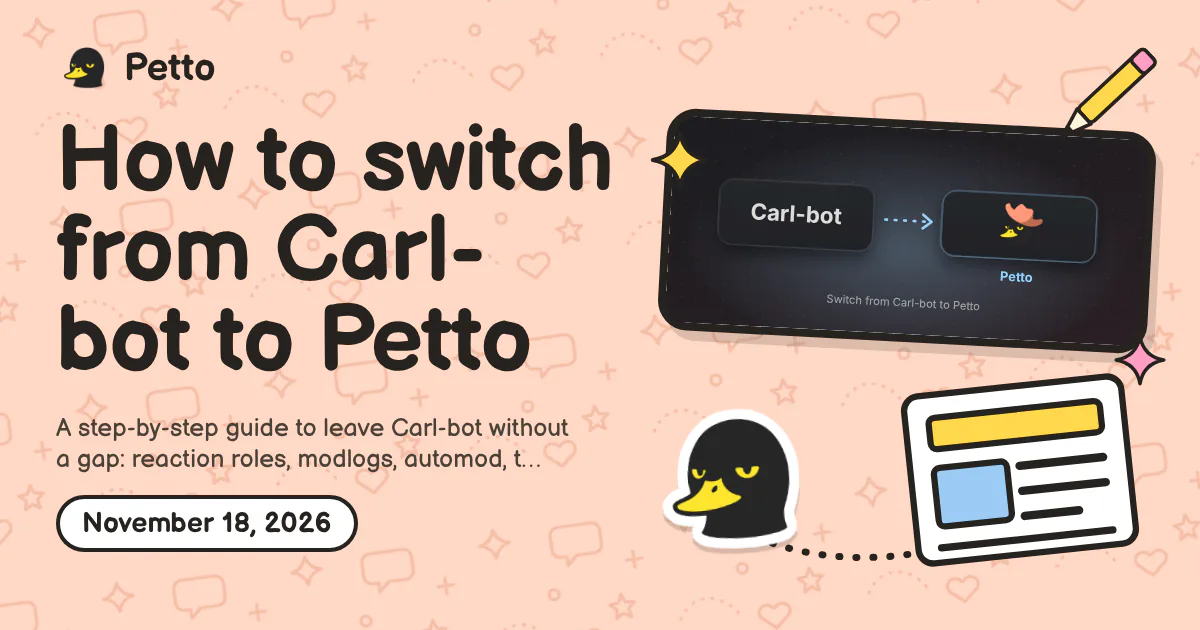 Petto
How to switch
from Carl-
bot to Petto
A step-by-step guide to leave Carl-bot without
a gap: reaction roles, modlogs, automod, t...
November 18, 2026
Carl-bot
Petto
Switch from Carl-bot to Petto